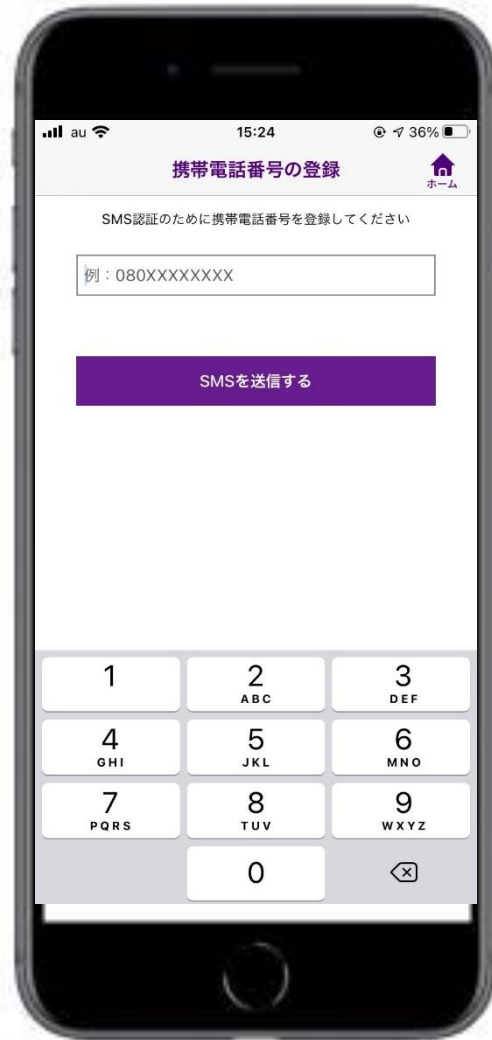 au 15:24 36%
携帯電話番号の登録
ホーム
SMS認証のために携帯電話番号を登録してください
例：080XXXXXXXX
SMSを送信する
1 2 3
ABC DEF
4 5 6
GHI JKL MNO
7 8 9
PQRS TUV WXYZ
0